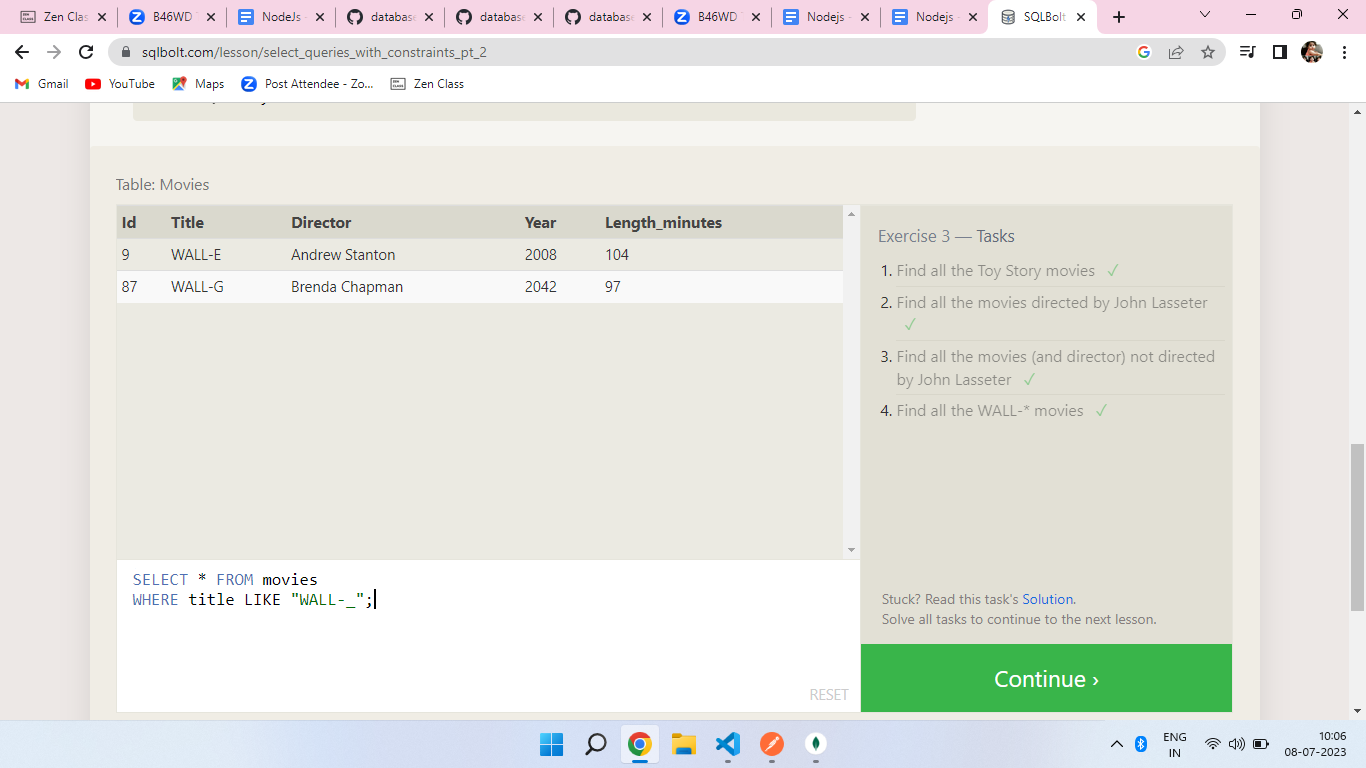 Zen Clas
B46WD
NodeJs -
database
database
database
B46WD
Nodejs -
Nodejs -
SQLBolt
sqlbolt.com/lesson/select_queries_with_constraints_pt_2
Gmail
YouTube
Maps
Post Attendee - Zo...
Zen Class
Table: Movies
Id Title Director Year Length_minutes
9 WALL-E Andrew Stanton 2008 104
87 WALL-G Brenda Chapman 2042 97
Exercise 3 — Tasks
1. Find all the Toy Story movies ✓
2. Find all the movies directed by John Lasseter
✓
3. Find all the movies (and director) not directed
by John Lasseter ✓
4. Find all the WALL-* movies ✓
SELECT * FROM movies
WHERE title LIKE "WALL-_";
RESET
Stuck? Read this task's Solution.
Solve all tasks to continue to the next lesson.
Continue ›
ENG
IN
10:06
08-07-2023